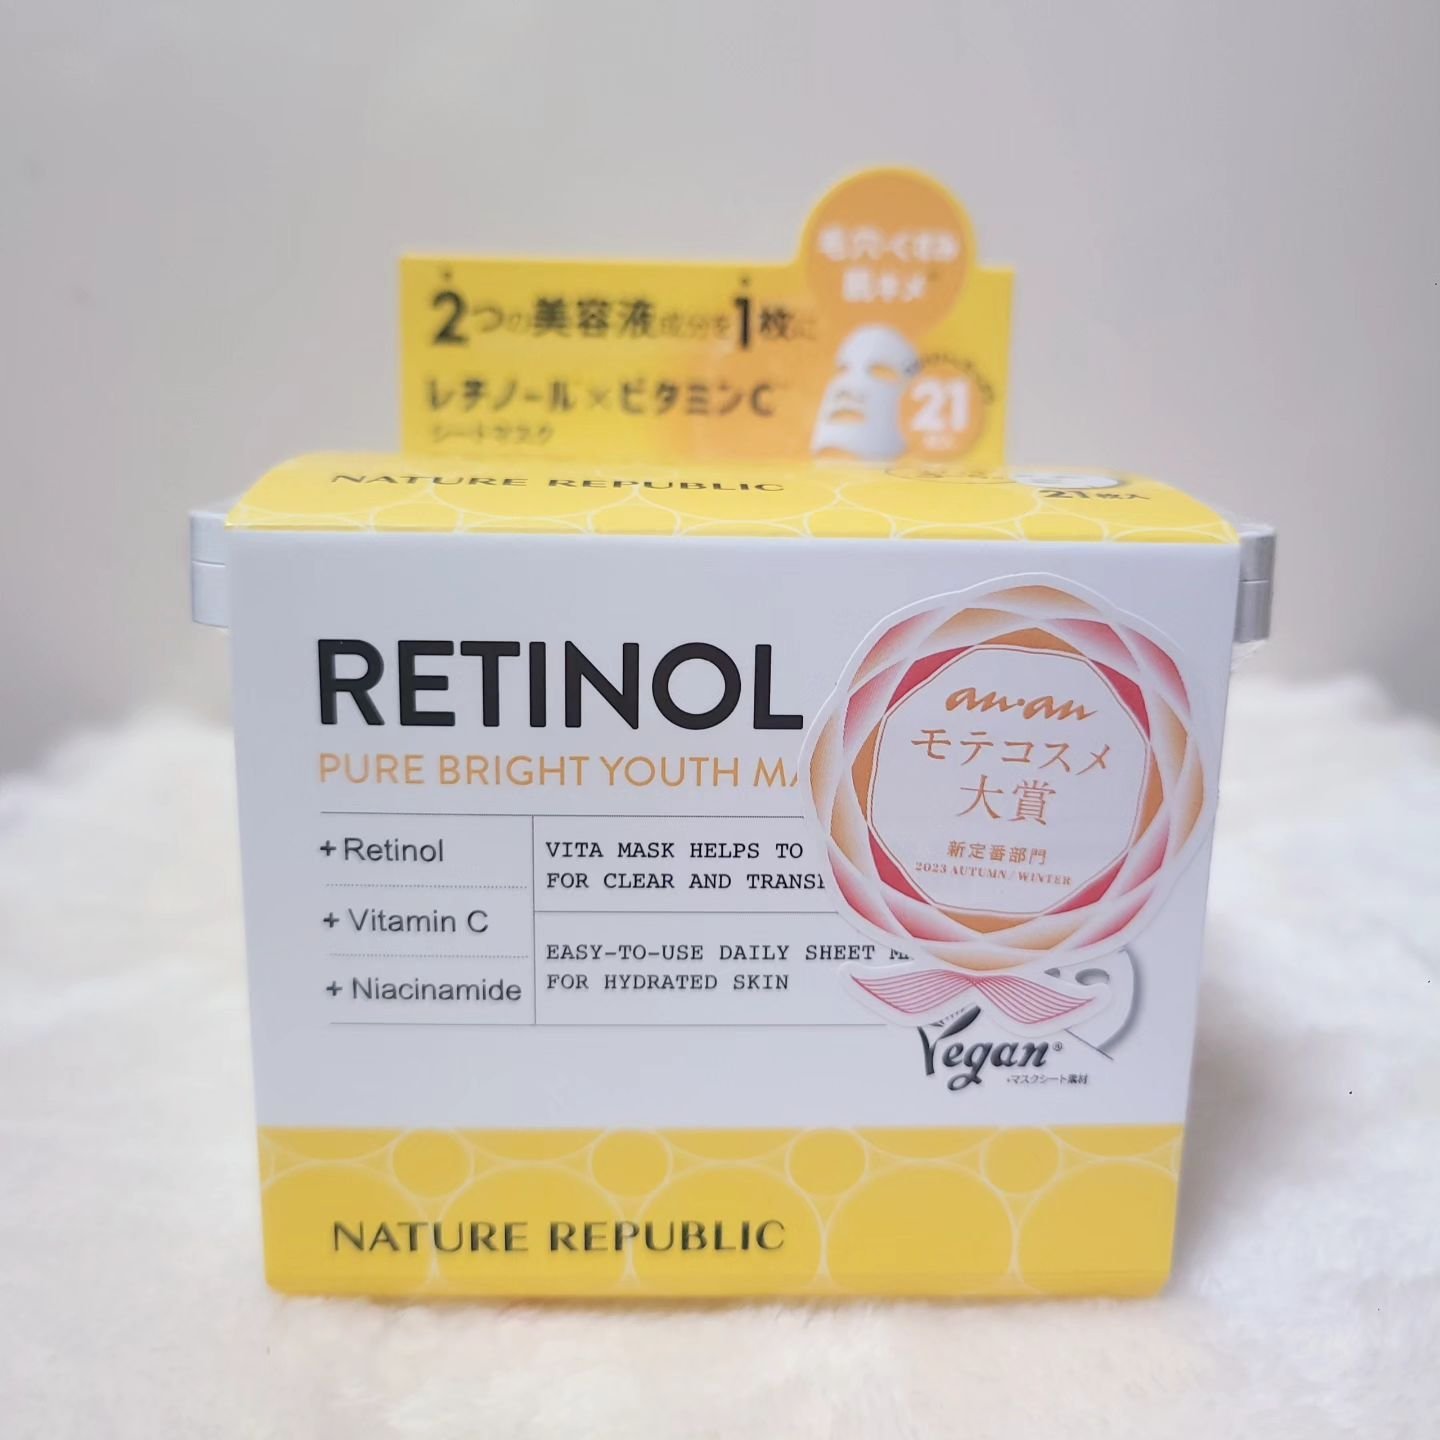 毛穴・くすみ
肌キメ
2つの美容液成分を1枚に
レチノール×ビタミンC
シートマスク
21
NATURE REPUBLIC
21枚入
RETINOL
PURE BRIGHT YOUTH
+ Retinol
+ Vitamin C
+ Niacinamide
VITA MASK HELPS TO
FOR CLEAR AND
EASY-TO-USE DAILY SHEET
FOR HYDRATED SKIN
an·an
モテコスメ
大賞
新定番部門
2023 AUTUMN/WINTER
Vegan®
*マスクシート素材
NATURE REPUBLIC